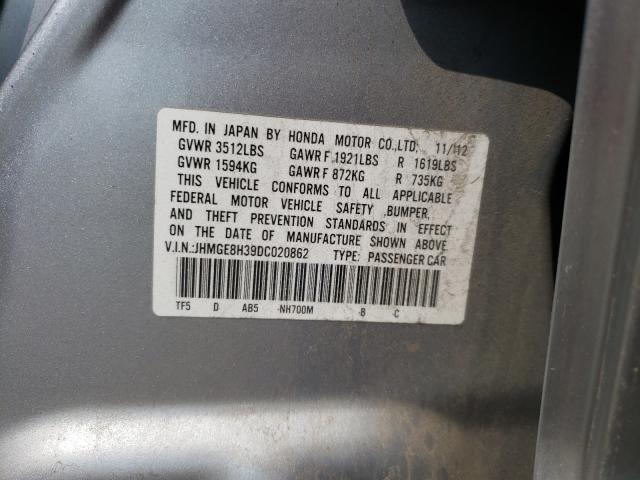 MFD. IN JAPAN BY HONDA MOTOR CO.,LTD. 11/12
GVWR 3512LBS GAWR F 1921LBS R 1619LBS
GVWR 1594KG GAWR F 872KG R 735KG
THIS VEHICLE CONFORMS TO ALL APPLICABLE
FEDERAL MOTOR VEHICLE SAFETY ,BUMPER,
AND THEFT PREVENTION STANDARDS IN EFFECT
ON THE DATE OF MANUFACTURE SHOWN ABOVE.
V.I.N.:JHMGE8H39DC020862 TYPE: PASSENGER CAR
TF5 D AB5 -NH700M -B -C